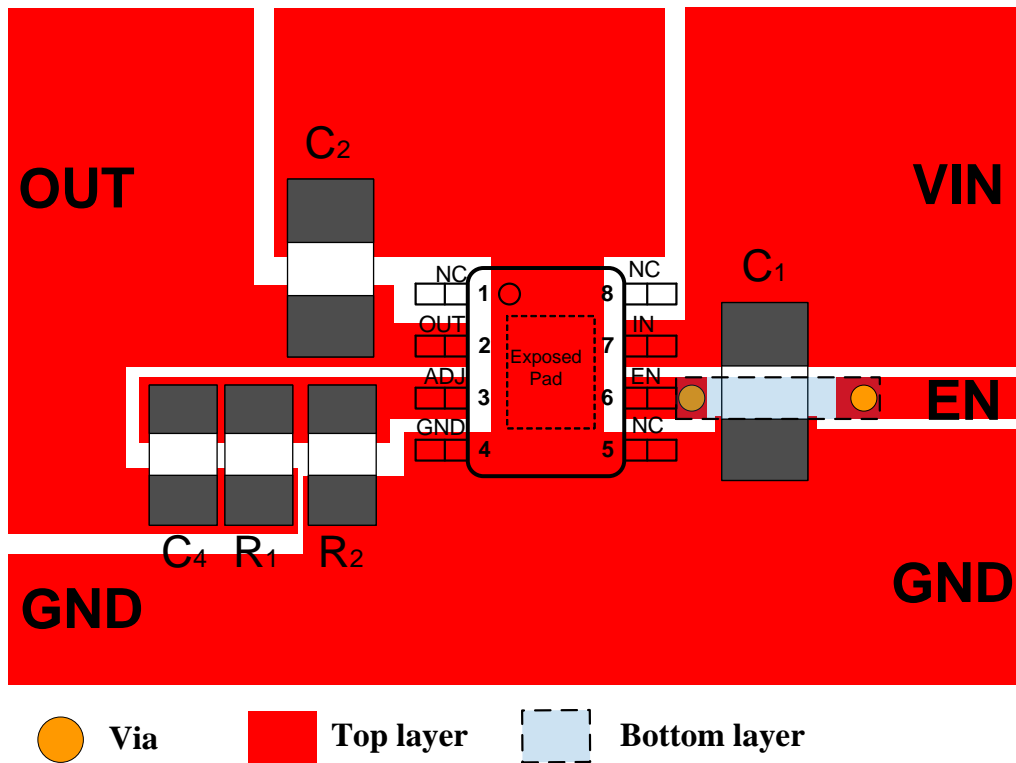 C2
OUT
VIN
C1
NC
NC
1
8
OUT
IN
2
7
Exposed
Pad
ADJ
EN
3
6
EN
GND
NC
4
5
C4
R1
R2
GND
GND
Via
Top layer
Bottom layer